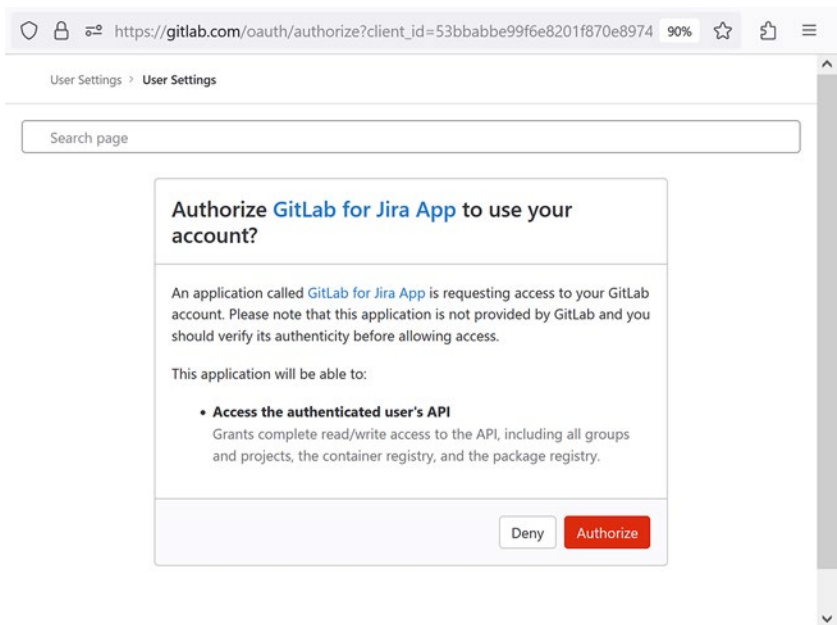 https://gitlab.com/oauth/authorize?client_id=53bbabbe99f6e8201f870e8974 90%
User Settings > User Settings
Search page
Authorize GitLab for Jira App to use your
account?
An application called GitLab for Jira App is requesting access to your GitLab
account. Please note that this application is not provided by GitLab and you
should verify its authenticity before allowing access.
This application will be able to:
• Access the authenticated user's API
Grants complete read/write access to the API, including all groups
and projects, the container registry, and the package registry.
Deny Authorize